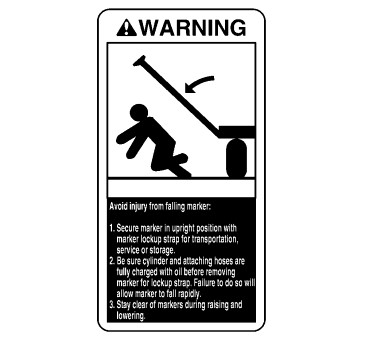 WARNING
Avoid injury from falling marker:
1. Secure marker in upright position with
marker lockup strap for transportation,
service or storage.
2. Be sure cylinder and attaching hoses are
fully charged with oil before removing
marker for lockup strap. Failure to do so will
allow marker to fall rapidly.
3. Stay clear of markers during raising and
lowering.